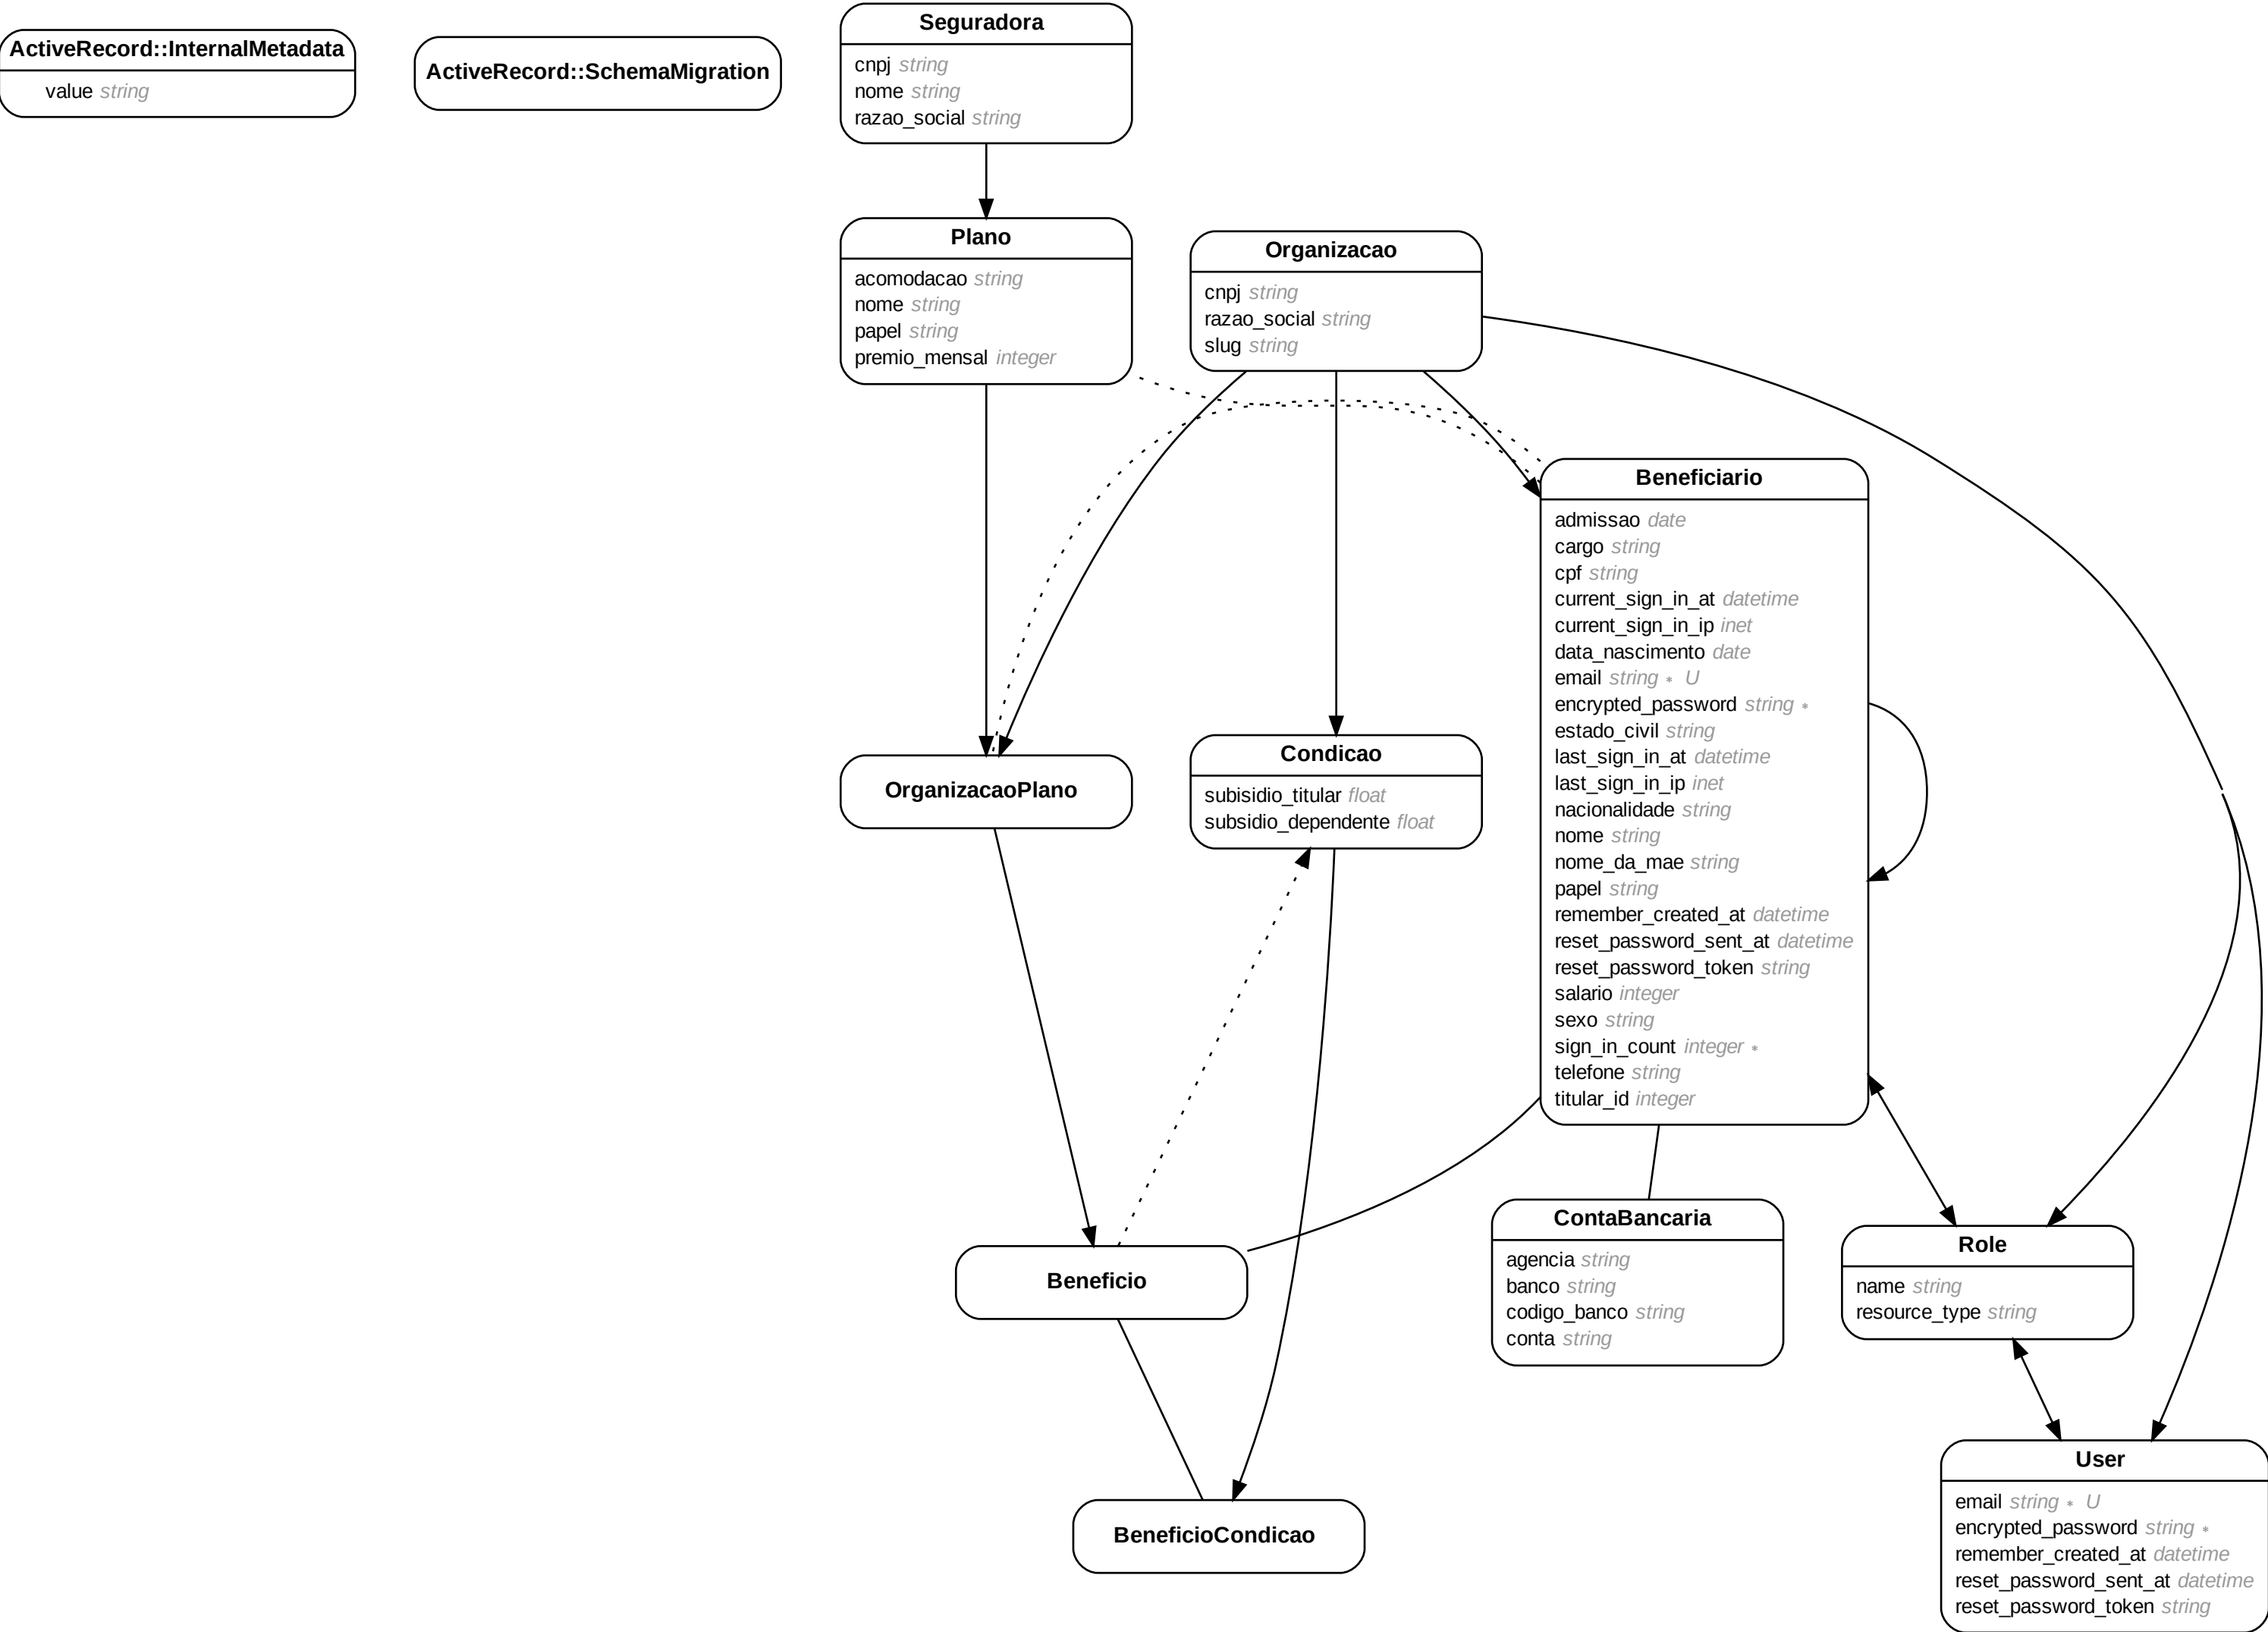 ActiveRecord::InternalMetadata
value string
ActiveRecord::SchemaMigration
Seguradora
cnpj string
nome string
razao_social string
Plano
acomodacao string
nome string
papel string
premio_mensal integer
Organizacao
cnpj string
razao_social string
slug string
Beneficiario
admissao date
cargo string
cpf string
current_sign_in_at datetime
current_sign_in_ip inet
data_nascimento date
email string * U
encrypted_password string *
estado_civil string
last_sign_in_at datetime
last_sign_in_ip inet
nacionalidade string
nome string
nome_da_mae string
papel string
remember_created_at datetime
reset_password_sent_at datetime
reset_password_token string
salario integer
sexo string
sign_in_count integer *
telefone string
titular_id integer
OrganizacaoPlano
Condicao
subisidio_titular float
subsidio_dependente float
Beneficio
ContaBancaria
agencia string
banco string
codigo_banco string
conta string
Role
name string
resource_type string
BeneficioCondicao
User
email string * U
encrypted_password string *
remember_created_at datetime
reset_password_sent_at datetime
reset_password_token string